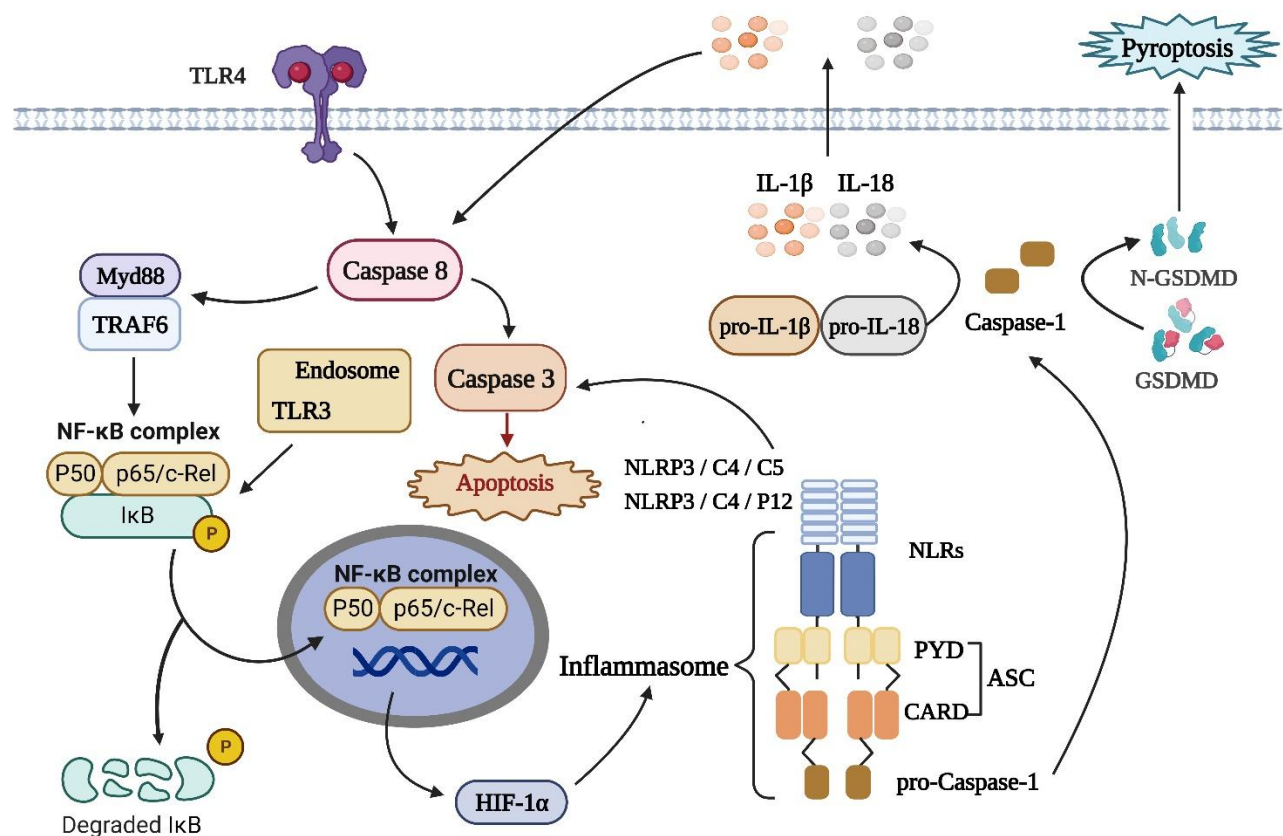 Pyroptosis
TLR4
IL-1β IL-18
Caspase 8
Myd88
TRAF6
N-GSDMD
pro-IL-1β pro-IL-18
Caspase-1
Endosome
TLR3
Caspase 3
GSDMD
NF-κB complex
P50 p65/c-Rel
IκB
P
Apoptosis
NLRP3 / C4 / C5
NLRP3 / C4 / P12
NLRs
NF-κB complex
P50 p65/c-Rel
Inflammasome
PYD
ASC
CARD
P
pro-Caspase-1
HIF-1α
Degraded IκB